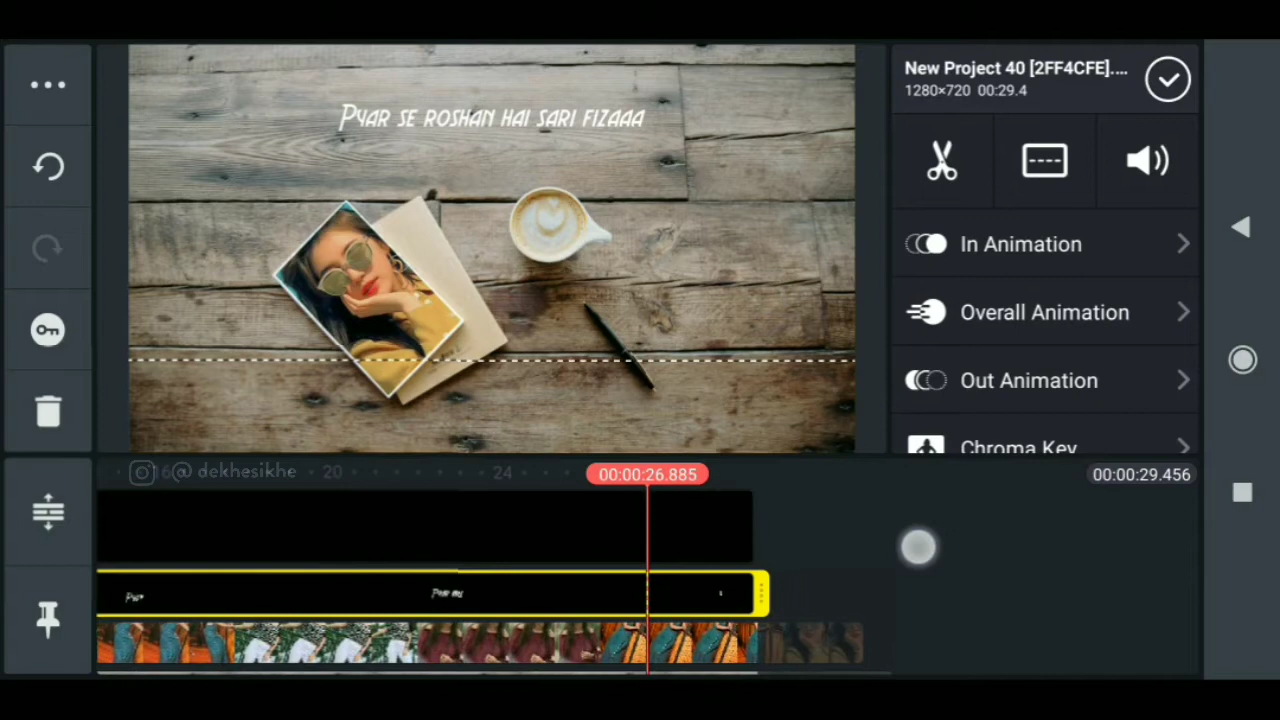 New Project 40 [2FF4CFE]....
1280×720 00:29.4
PYAR SE ROSHAN HAI SARI FIZAAA
In Animation
Overall Animation
Out Animation
Chroma Key
16 20 24
@ dekhesikhe
00:00:26.885
00:00:29.456